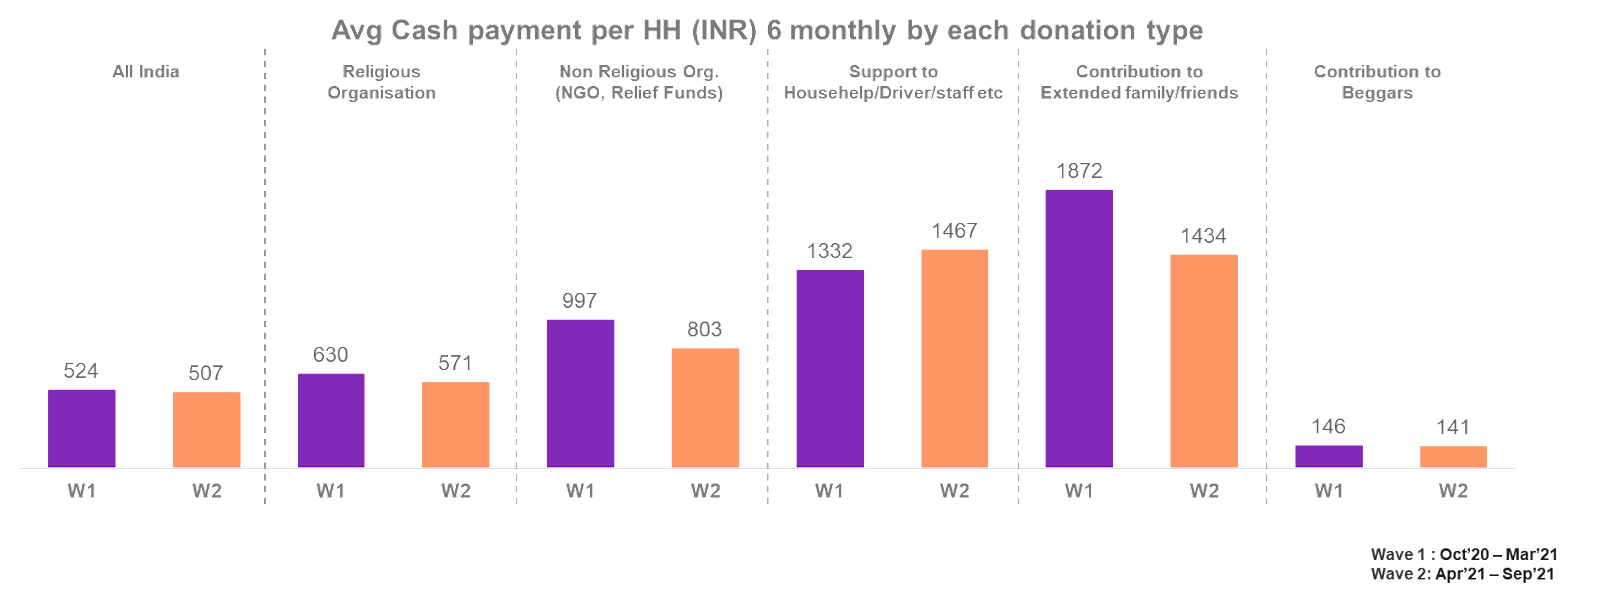 Avg Cash payment per HH (INR) 6 monthly by each donation type
All India
Religious
Organisation
Non Religious Org.
(NGO, Relief Funds)
Support to
Househelp/Driver/staff etc
Contribution to
Extended family/friends
Contribution to
Beggars
524
507
630
571
997
803
1332
1467
1872
1434
146
141
W1
W2
W1
W2
W1
W2
W1
W2
W1
W2
W1
W2
Wave 1 : Oct’20 – Mar’21
Wave 2: Apr’21 – Sep’21